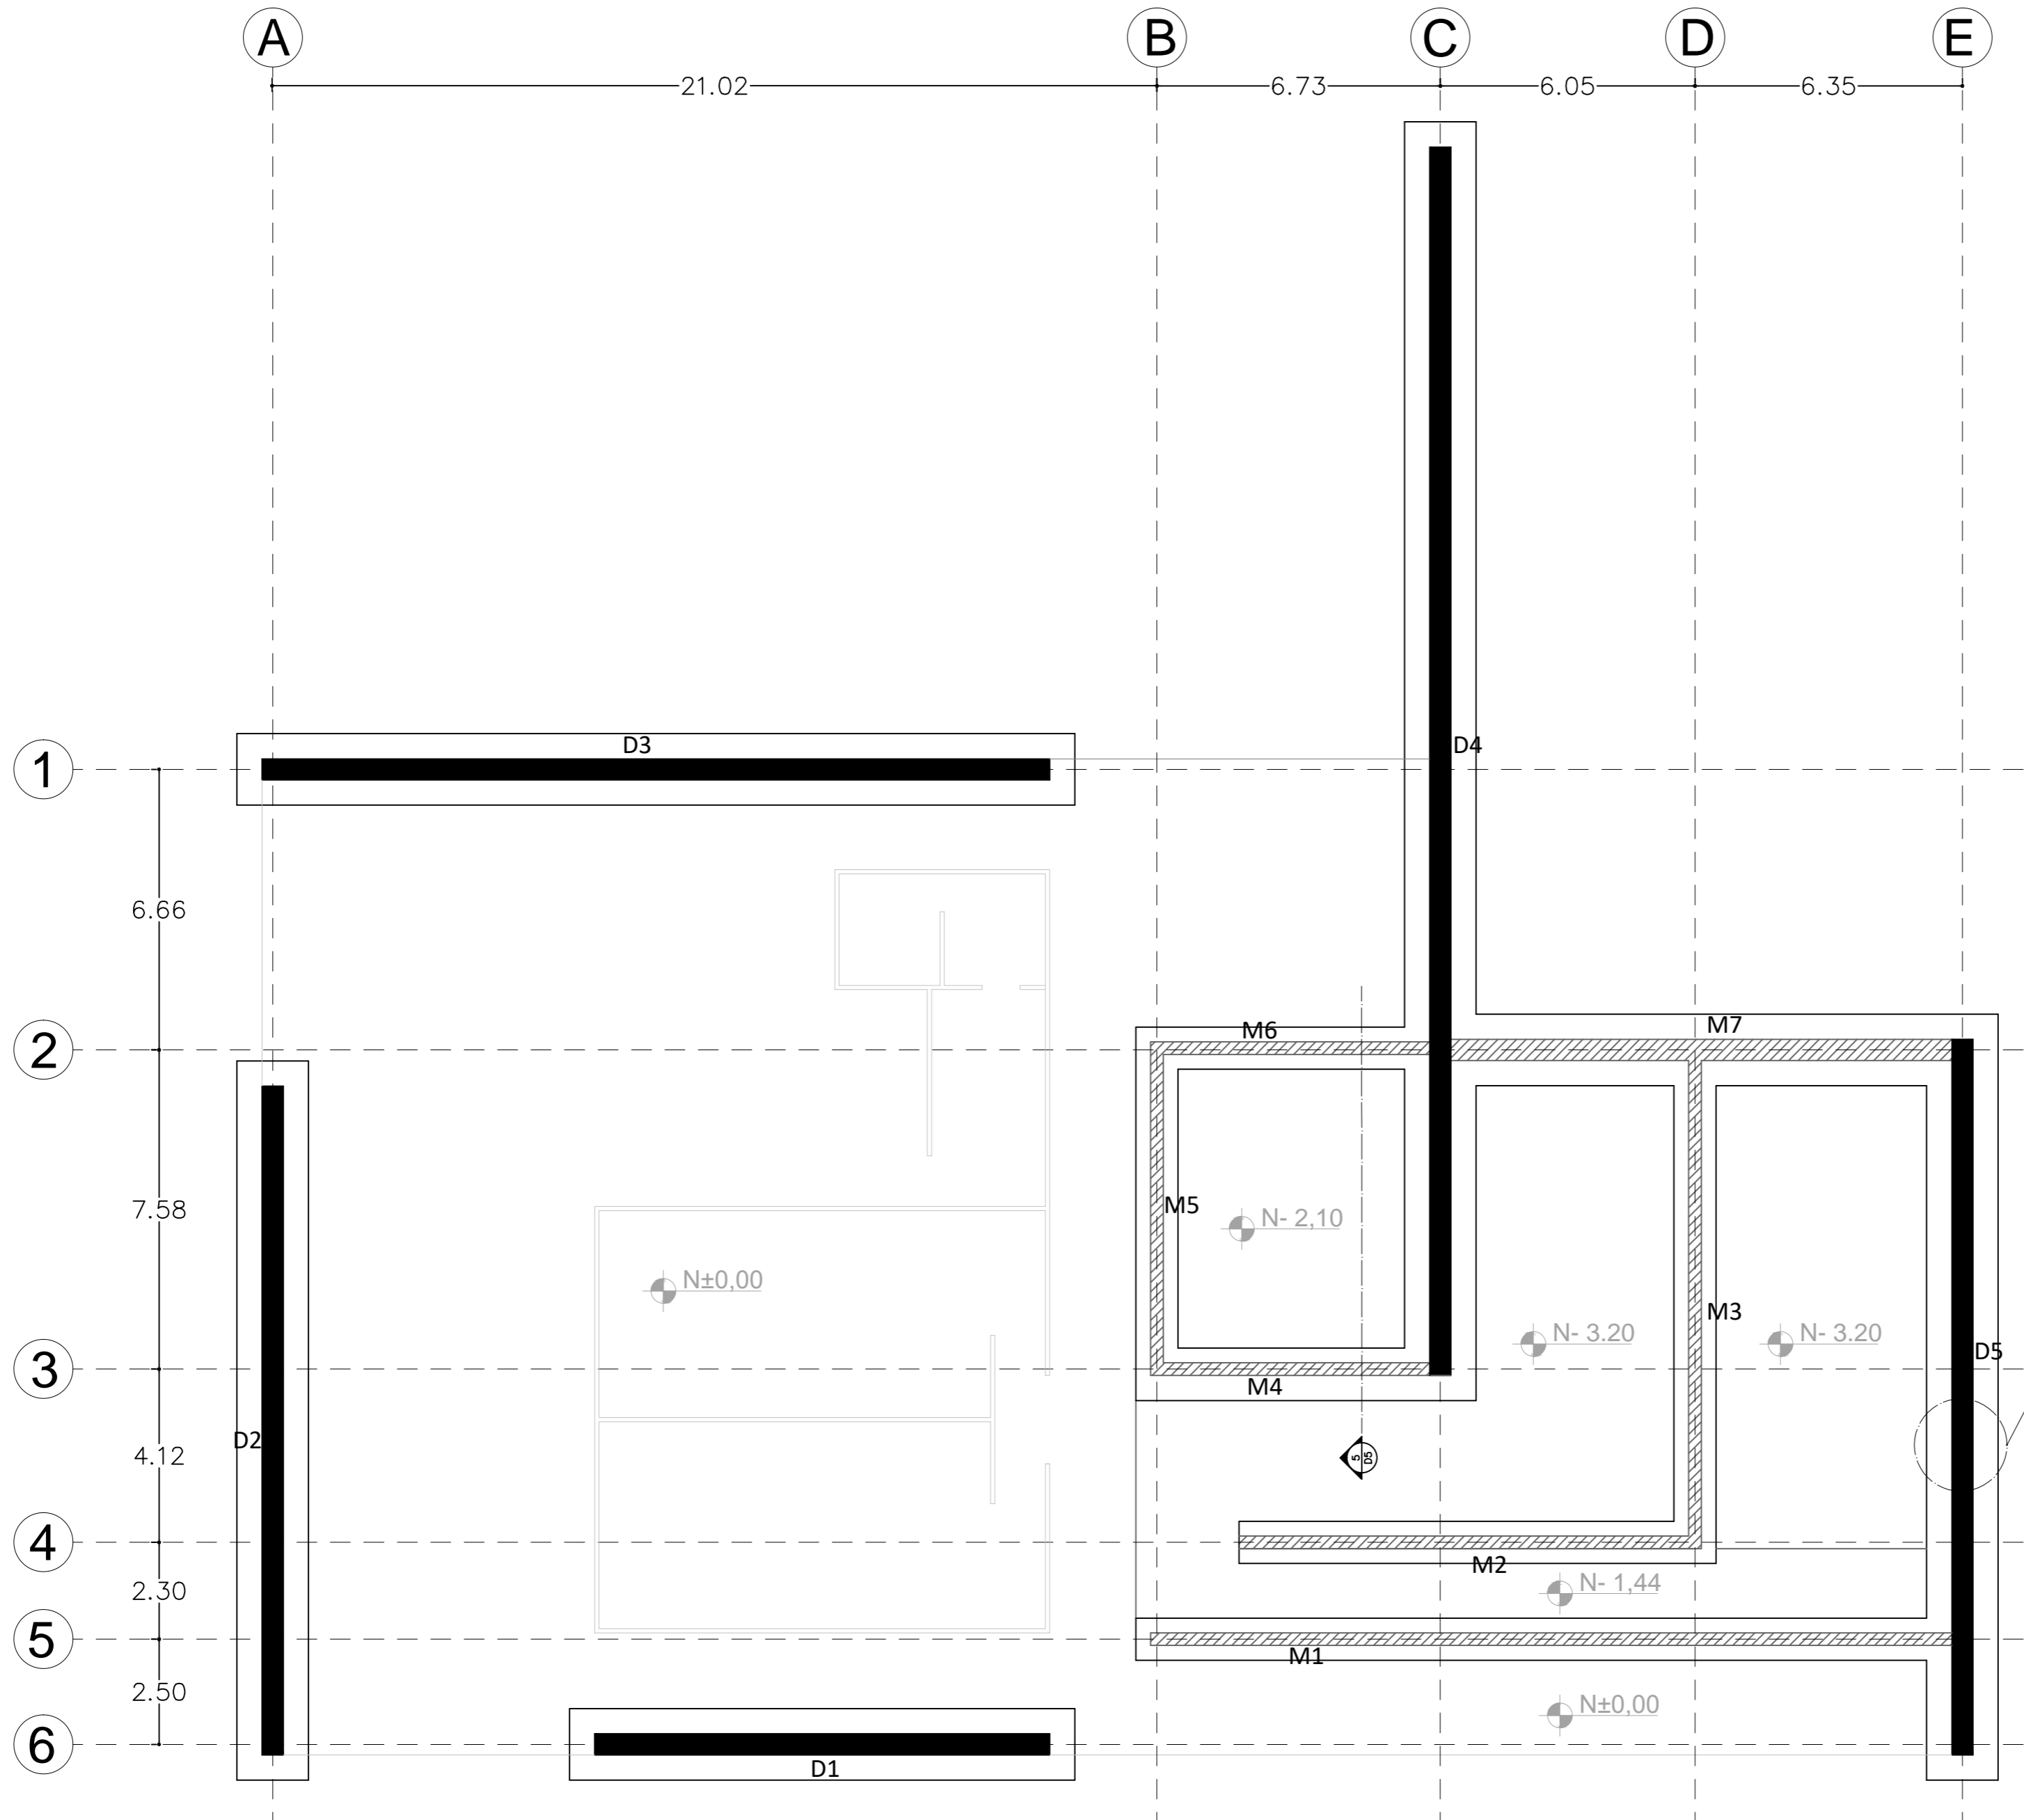 A B C D E
21.02 6.73 6.05 6.35
D3
D4
1
6.66
M6
M7
2
M5
7.58
N- 2,10
N±0,00
M3
N- 3.20
N- 3.20
D5
3
M4
D2
4.12
5
D5
4
M2
2.30
N- 1,44
5
M1
2.50
N±0,00
6
D1